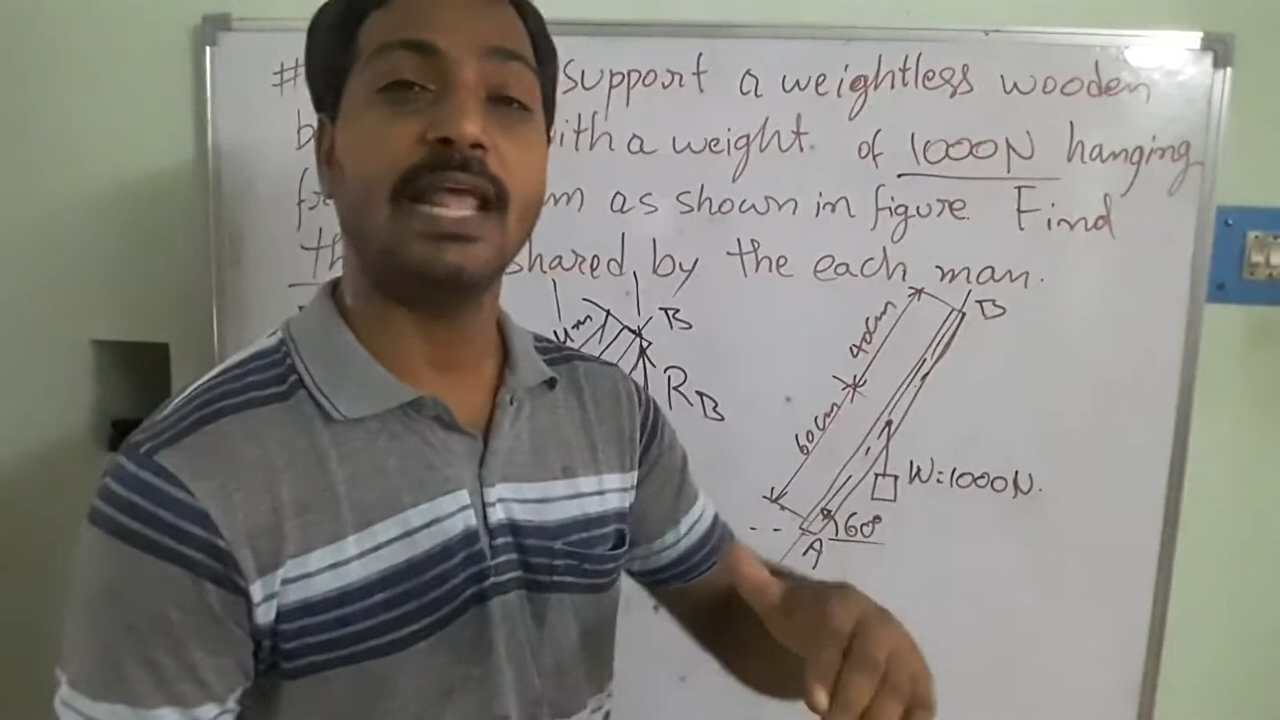 # support a weightless wooden
with a weight. of 1000N hanging
as shown in figure. Find
shared by the each man.
B
RB
40cm
60cm
B
W=1000N.
60°
A